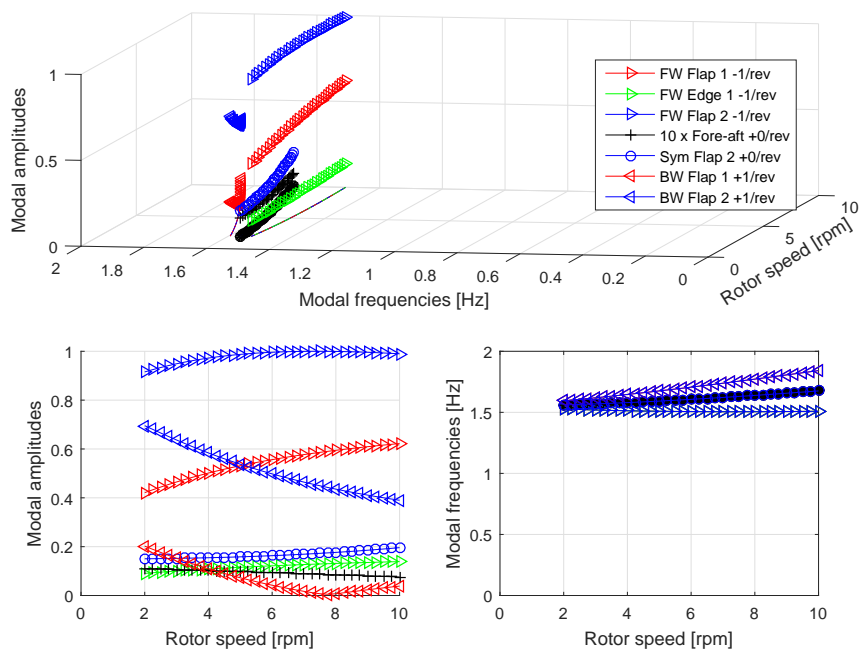 1
0.5
0
Modal amplitudes
2
1.8
1.6
1.4
1.2
1
0.8
0.6
0.4
0.2
0
Modal frequencies [Hz]
0
5
10
Rotor speed [rpm]
FW Flap 1 -1/rev
FW Edge 1 -1/rev
FW Flap 2 -1/rev
10 x Fore-aft +0/rev
Sym Flap 2 +0/rev
BW Flap 1 +1/rev
BW Flap 2 +1/rev
1
0.8
0.6
0.4
0.2
0
Modal amplitudes
0
2
4
6
8
10
Rotor speed [rpm]
2
1.5
1
0.5
0
Modal frequencies [Hz]
0
2
4
6
8
10
Rotor speed [rpm]